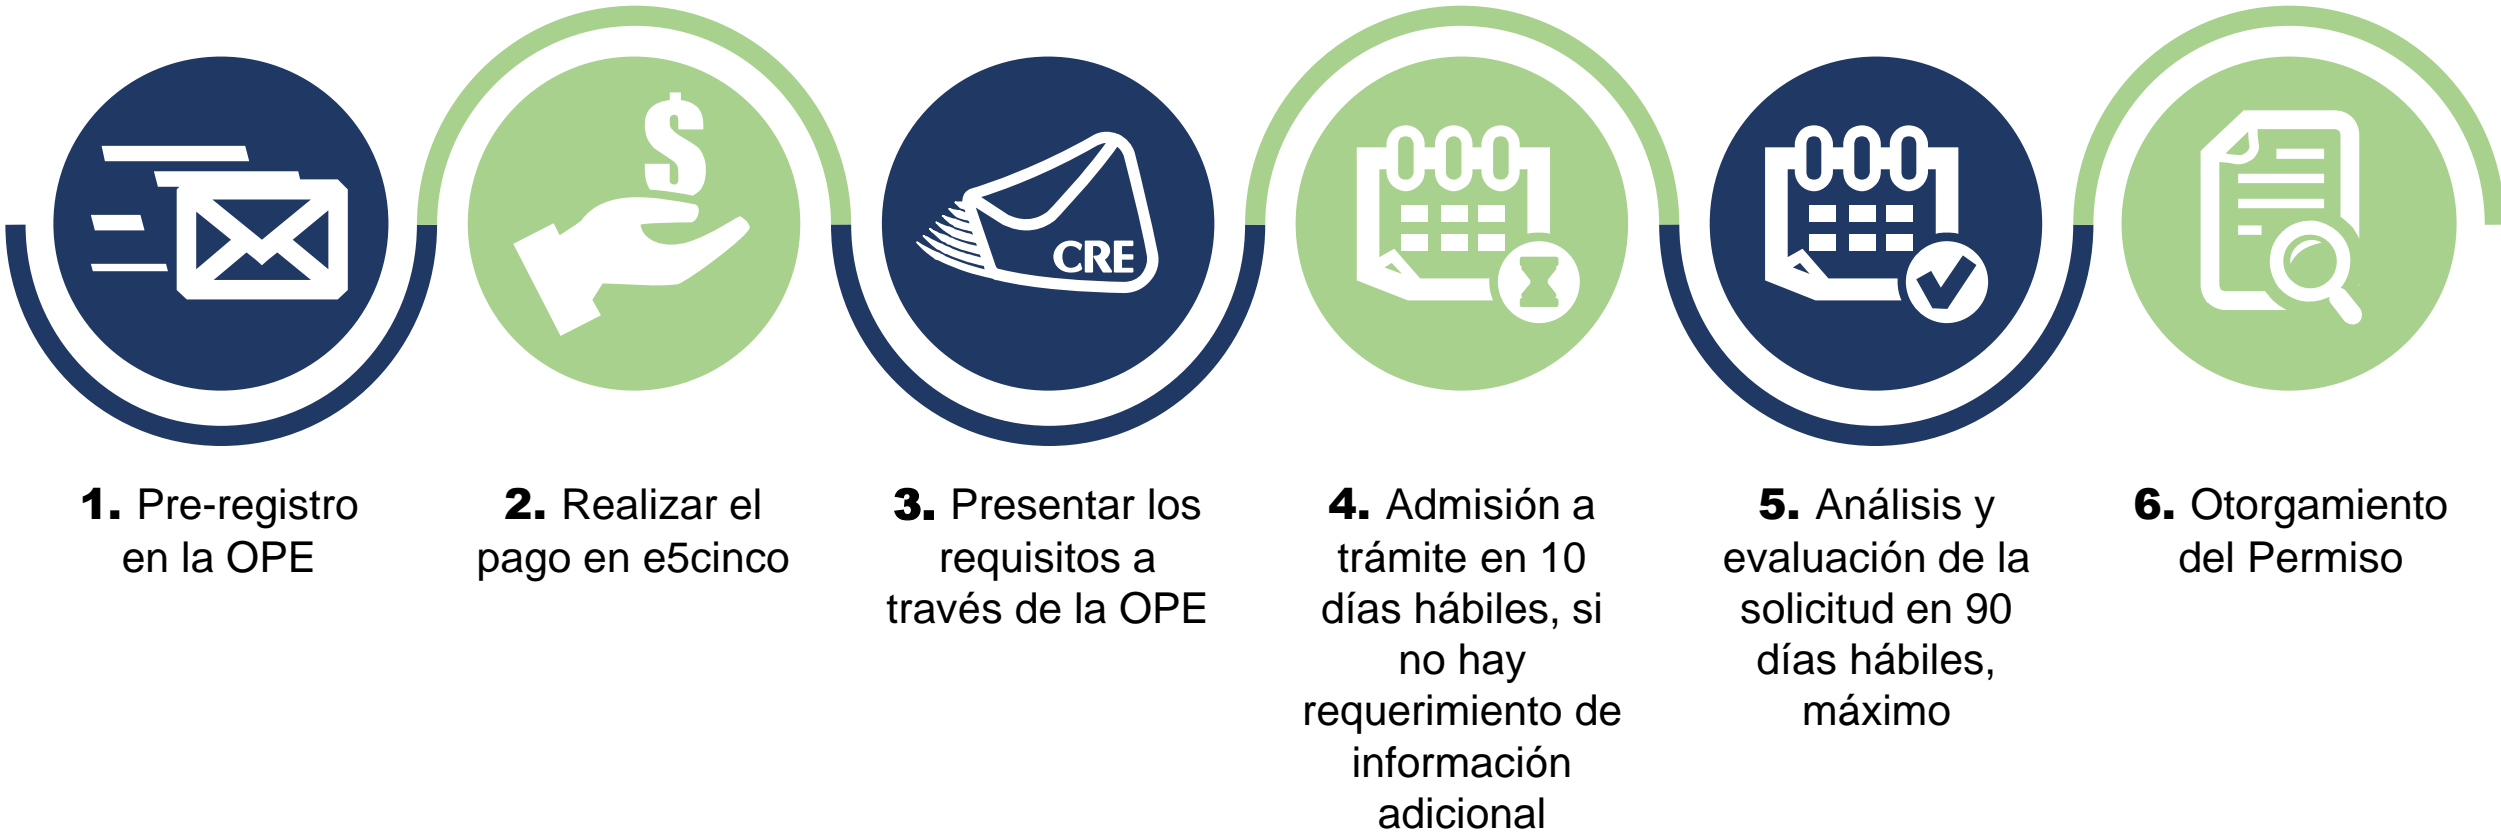 $
CRE
1. Pre-registro
en la OPE
2. Realizar el
pago en e5cinco
3. Presentar los
requisitos a
través de la OPE
4. Admisión a
trámite en 10
días hábiles, si
no hay
requerimiento de
información
adicional
5. Análisis y
evaluación de la
solicitud en 90
días hábiles,
máximo
6. Otorgamiento
del Permiso